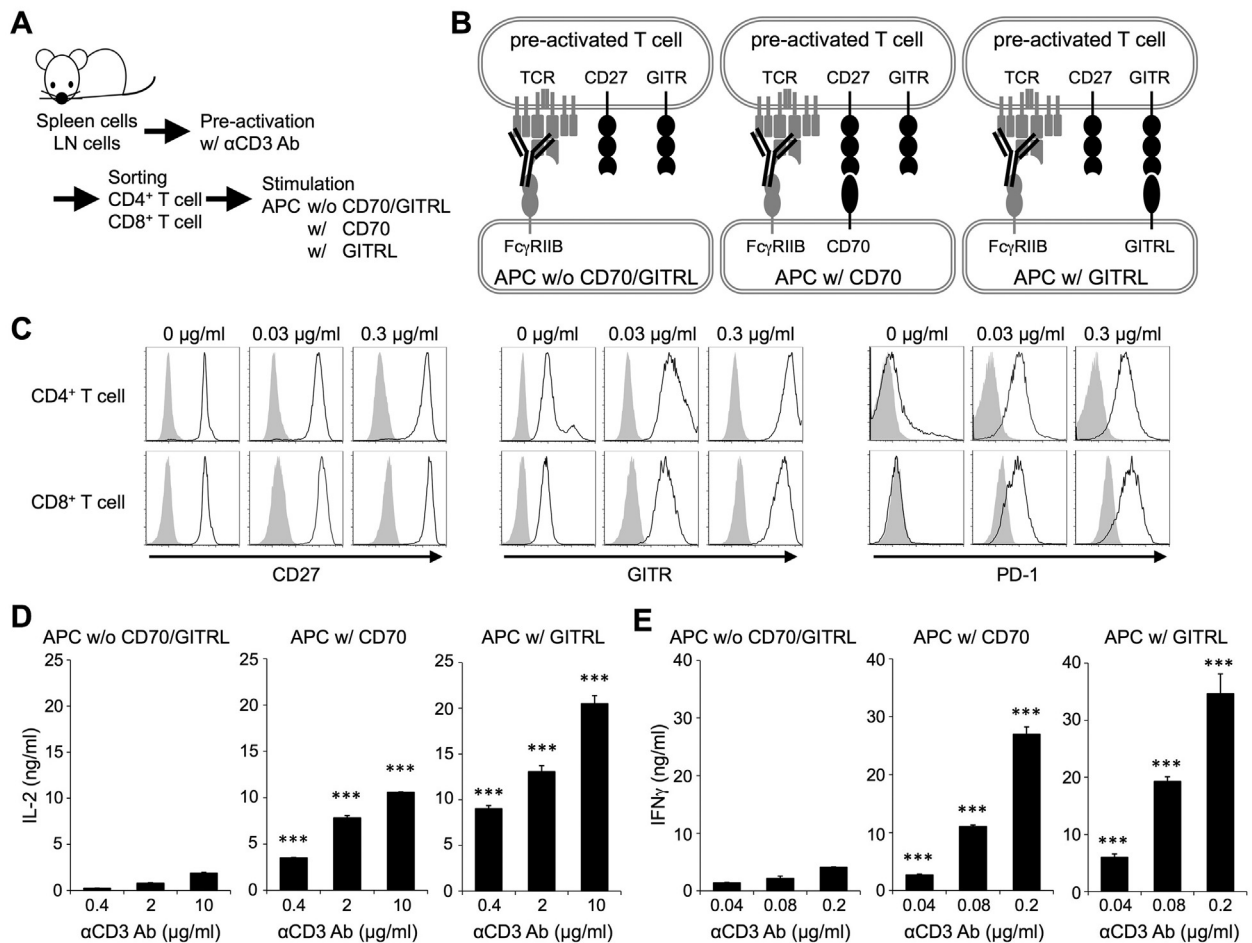 A
Spleen cells
LN cells
Pre-activation
w/ αCD3 Ab
Sorting
CD4⁺ T cell
CD8⁺ T cell
Stimulation
APC w/o CD70/GITRL
w/ CD70
w/ GITRL
B
pre-activated T cell
TCR CD27 GITR
FcγRIIB
APC w/o CD70/GITRL
pre-activated T cell
TCR CD27 GITR
FcγRIIB CD70
APC w/ CD70
pre-activated T cell
TCR CD27 GITR
FcγRIIB GITRL
APC w/ GITRL
C
0 µg/ml 0.03 µg/ml 0.3 µg/ml 0 µg/ml 0.03 µg/ml 0.3 µg/ml 0 µg/ml 0.03 µg/ml 0.3 µg/ml
CD4⁺ T cell
CD8⁺ T cell
CD27 GITR PD-1
D
APC w/o CD70/GITRL
IL-2 (ng/ml)
25
20
15
10
5
0
0.4 2 10
αCD3 Ab (µg/ml)
APC w/ CD70
25
20
15
10
5
0
***
***
***
0.4 2 10
αCD3 Ab (µg/ml)
APC w/ GITRL
25
20
15
10
5
0
***
***
***
0.4 2 10
αCD3 Ab (µg/ml)
E
APC w/o CD70/GITRL
IFNγ (ng/ml)
40
30
20
10
0
0.04 0.08 0.2
αCD3 Ab (µg/ml)
APC w/ CD70
40
30
20
10
0
***
***
***
0.04 0.08 0.2
αCD3 Ab (µg/ml)
APC w/ GITRL
40
30
20
10
0
***
***
***
0.04 0.08 0.2
αCD3 Ab (µg/ml)